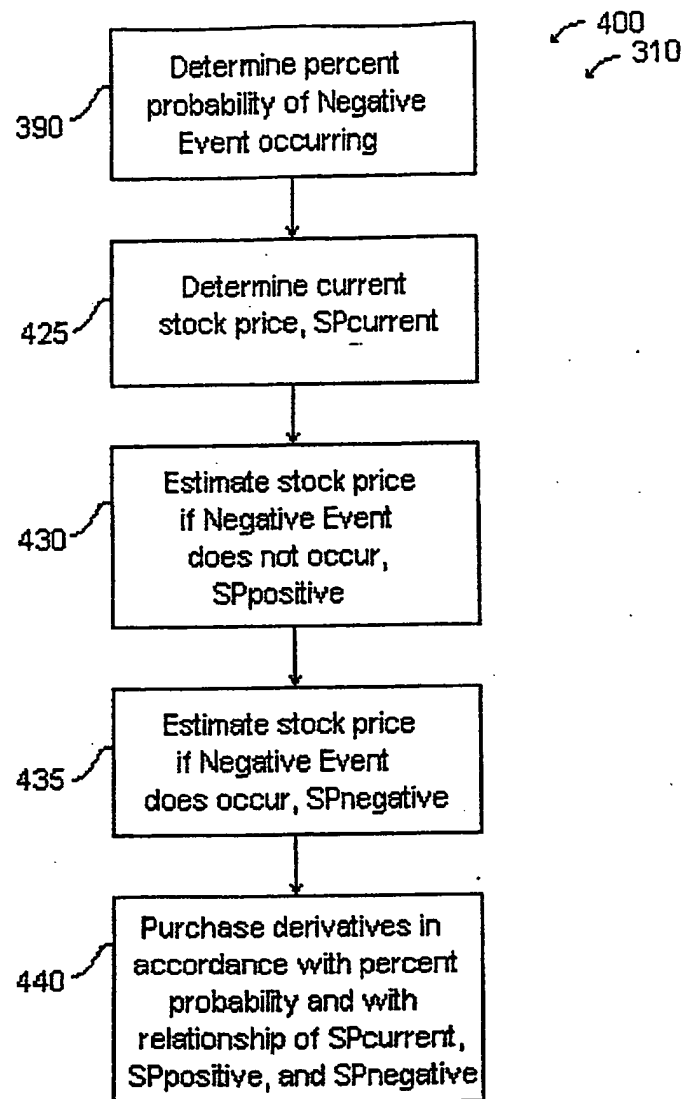 400
310
Determine percent
probability of Negative
Event occurring
390
Determine current
stock price, SPcurrent
425
Estimate stock price
if Negative Event
does not occur,
SPpositive
430
Estimate stock price
if Negative Event
does occur, SPnegative
435
Purchase derivatives in
accordance with percent
probability and with
relationship of SPcurrent,
SPpositive, and SPnegative
440